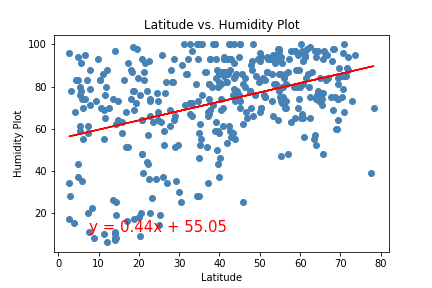 Latitude vs. Humidity Plot
Humidity Plot
100
80
60
40
20
y = 0.44x + 55.05
0 10 20 30 40 50 60 70 80
Latitude